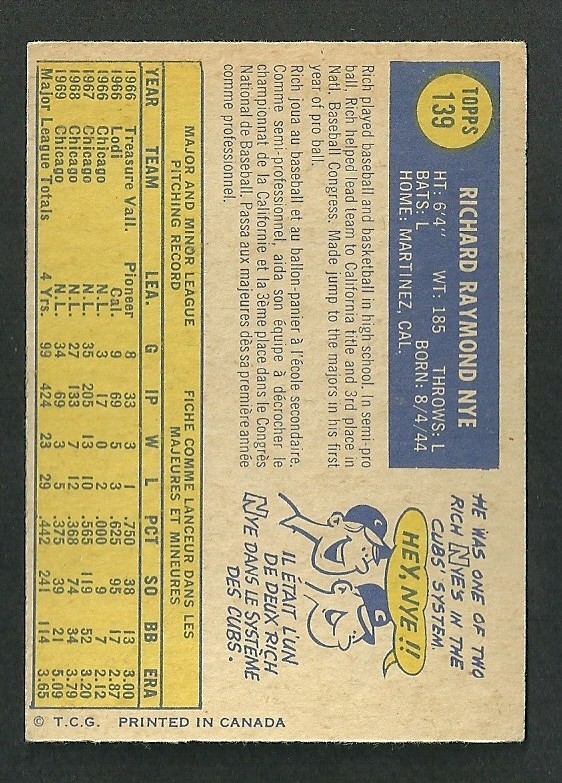 TOPPS
139
RICHARD RAYMOND NYE
HT: 6'4" WT: 185 THROWS: L
BATS: L BORN: 8/4/44
HOME: MARTINEZ, CAL.
Rich played baseball and basketball in high school. In semi-pro
ball, Rich helped lead team to California title and 3rd place in
Natl. Baseball Congress. Made jump to the majors in his first
year of pro ball.
Rich joua au baseball et au ballon-panier à l'école secondaire.
Comme semi-professionnel, aida son équipe à décrocher le
championnat de la Californie et la 3ème place dans le Congrès
National de Baseball. Passa aux majeures dès sa première année
comme professionnel.
HE WAS ONE OF TWO
RICH NYE'S IN THE
CUBS' SYSTEM
HEY, NYE!!
IL ÉTAIT L'UN
DE DEUX RICH
NYE DANS LE SYSTÈME
DES CUBS.
MAJOR AND MINOR LEAGUE
PITCHING RECORD
FICHE COMME LANCEUR DANS LES
MAJEURES ET MINEURES
YEAR TEAM LEA. G IP W L PCT SO BB ERA
1966 Treasure Vall. Pioneer 8 33 3 1 .750 38 13 3.00
1966 Lodi Cal. 9 69 5 3 .625 95 17 2.87
1966 Chicago N.L. 3 17 0 2 .000 9 7 2.12
1967 Chicago N.L. 35 205 13 10 .565 119 52 3.20
1968 Chicago N.L. 27 133 7 12 .368 74 34 3.79
1969 Chicago N.L. 34 69 3 5 .375 39 21 5.09
Major League Totals 4 Yrs. 99 424 23 29 .442 241 114 3.65
© T.C.G. PRINTED IN CANADA